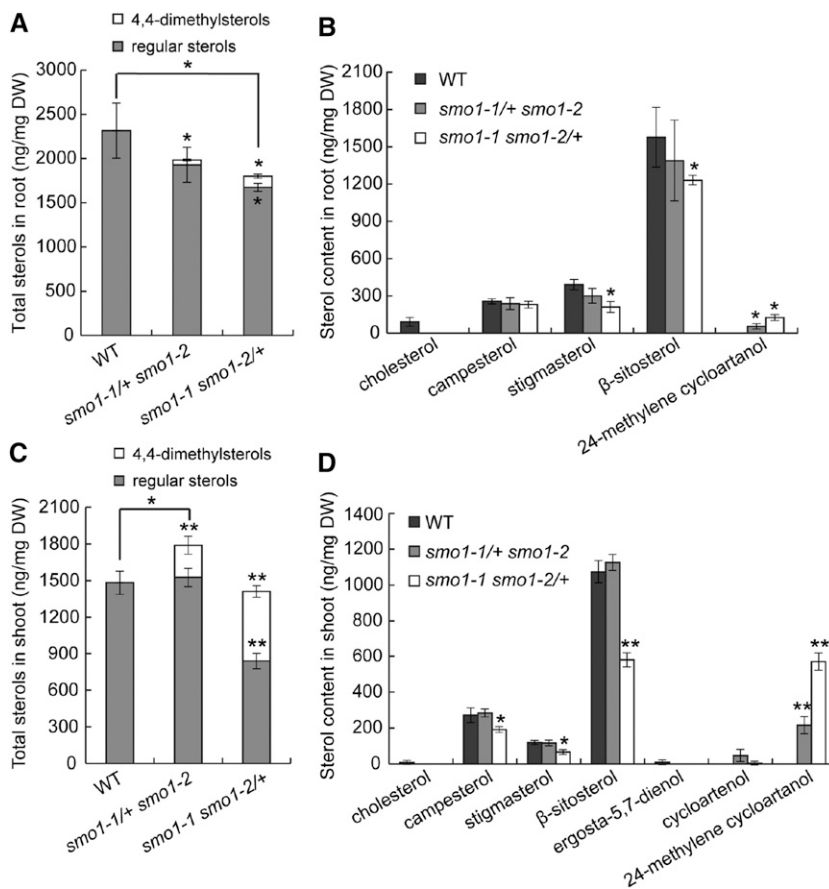 A
4,4-dimethylsterols
regular sterols
Total sterols in root (ng/mg DW)
3000
2500
2000
1500
1000
500
0
*
*
*
*
WT
smo1-1/+ smo1-2
smo1-1 smo1-2/+
B
WT
smo1-1/+ smo1-2
smo1-1 smo1-2/+
Sterol content in root (ng/mg DW)
2100
1800
1500
1200
900
600
300
0
*
*
*
*
cholesterol
campesterol
stigmasterol
β-sitosterol
24-methylene cycloartanol
C
4,4-dimethylsterols
regular sterols
Total sterols in shoot (ng/mg DW)
2100
1800
1500
1200
900
600
300
0
*
**
**
**
WT
smo1-1/+ smo1-2
smo1-1 smo1-2/+
D
WT
smo1-1/+ smo1-2
smo1-1 smo1-2/+
Sterol content in shoot (ng/mg DW)
1400
1200
1000
800
600
400
200
0
*
*
**
**
**
cholesterol
campesterol
stigmasterol
β-sitosterol
ergosta-5,7-dienol
cycloartenol
24-methylene cycloartanol